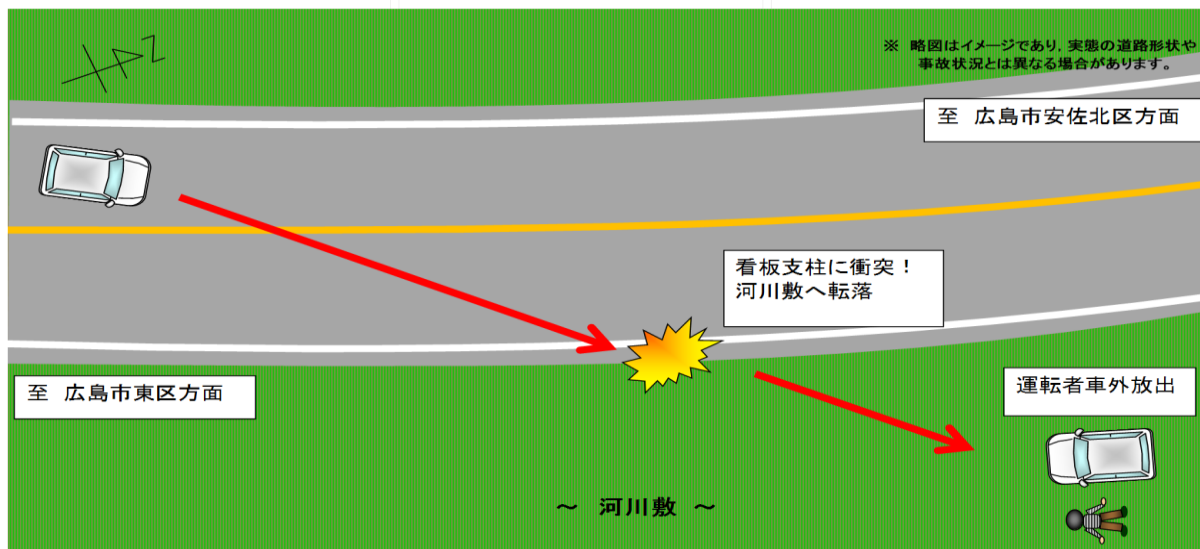 ※ 略図はイメージであり,実態の道路形状や
事故状況とは異なる場合があります。
至 広島市安佐北区方面
看板支柱に衝突！
河川敷へ転落
至 広島市東区方面
運転者車外放出
～ 河川敷 ～